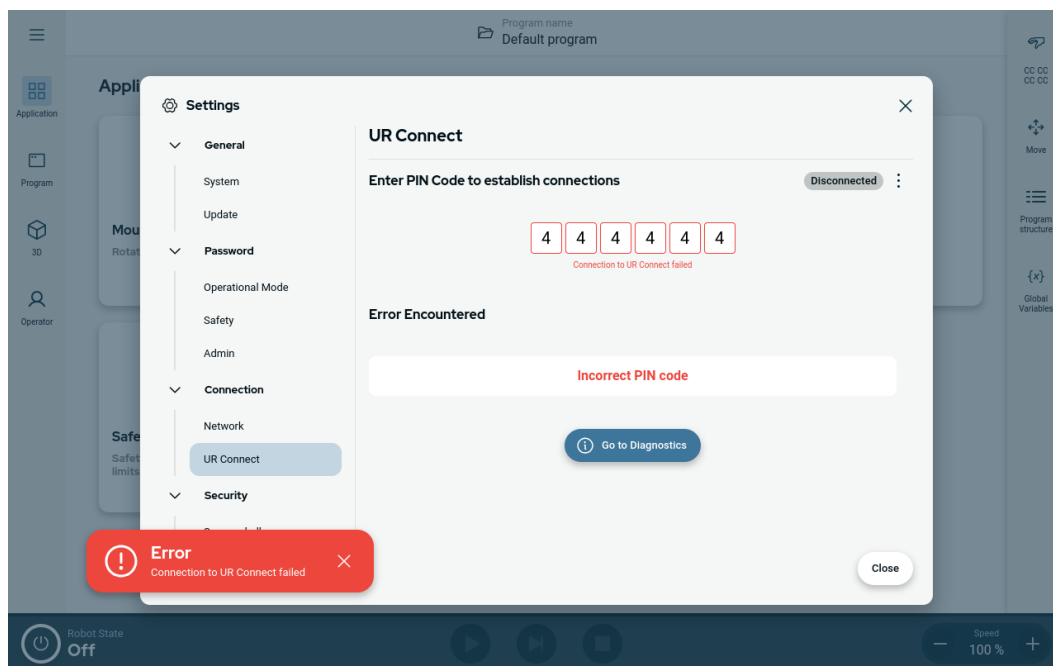 Program name
Default program
Application
Program
3D
Operator
Appli
Mou
Rotat
Safe
Safet
limits
Settings
General
System
Update
Password
Operational Mode
Safety
Admin
Connection
Network
UR Connect
Security
UR Connect
Enter PIN Code to establish connections
Disconnected
4 4 4 4 4 4
Connection to UR Connect failed
Error Encountered
Incorrect PIN code
Go to Diagnostics
Close
Error
Connection to UR Connect failed
CC CC
CC CC
Move
Program
structure
{x}
Global
Variables
Robot State
Off
Speed
100 %